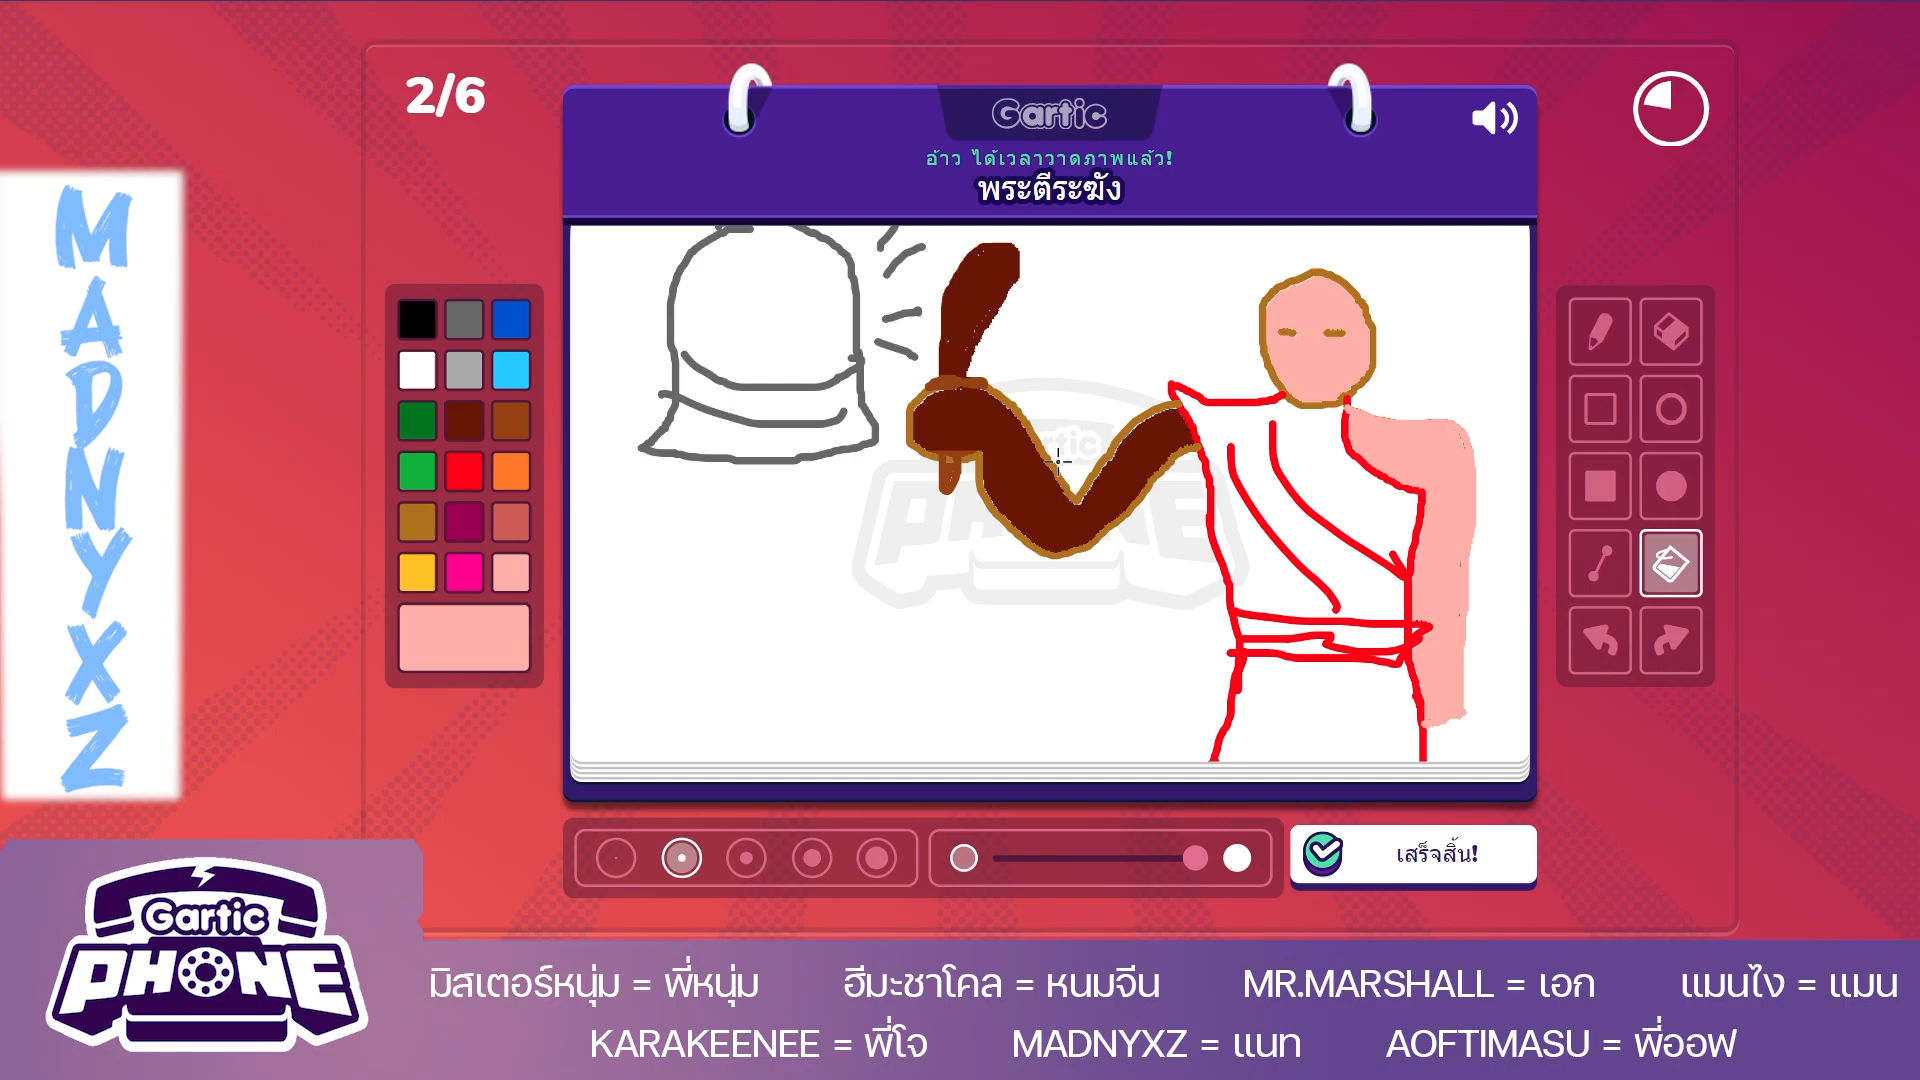 2/6
Gartic
อ้าว ได้เวลาวาดภาพแล้ว!
พระตีระฆัง
MADNYXZ
เสร็จสิ้น!
Gartic
PHONE
มิสเตอร์หนุ่ม = พี่หนุ่ม ฮีมะชาโคล = หนมจีน MR.MARSHALL = เอก แมนไง = แมน
KARAKEENEE = พี่โจ MADNYXZ = แนท AOFTIMASU = พี่ออฟ